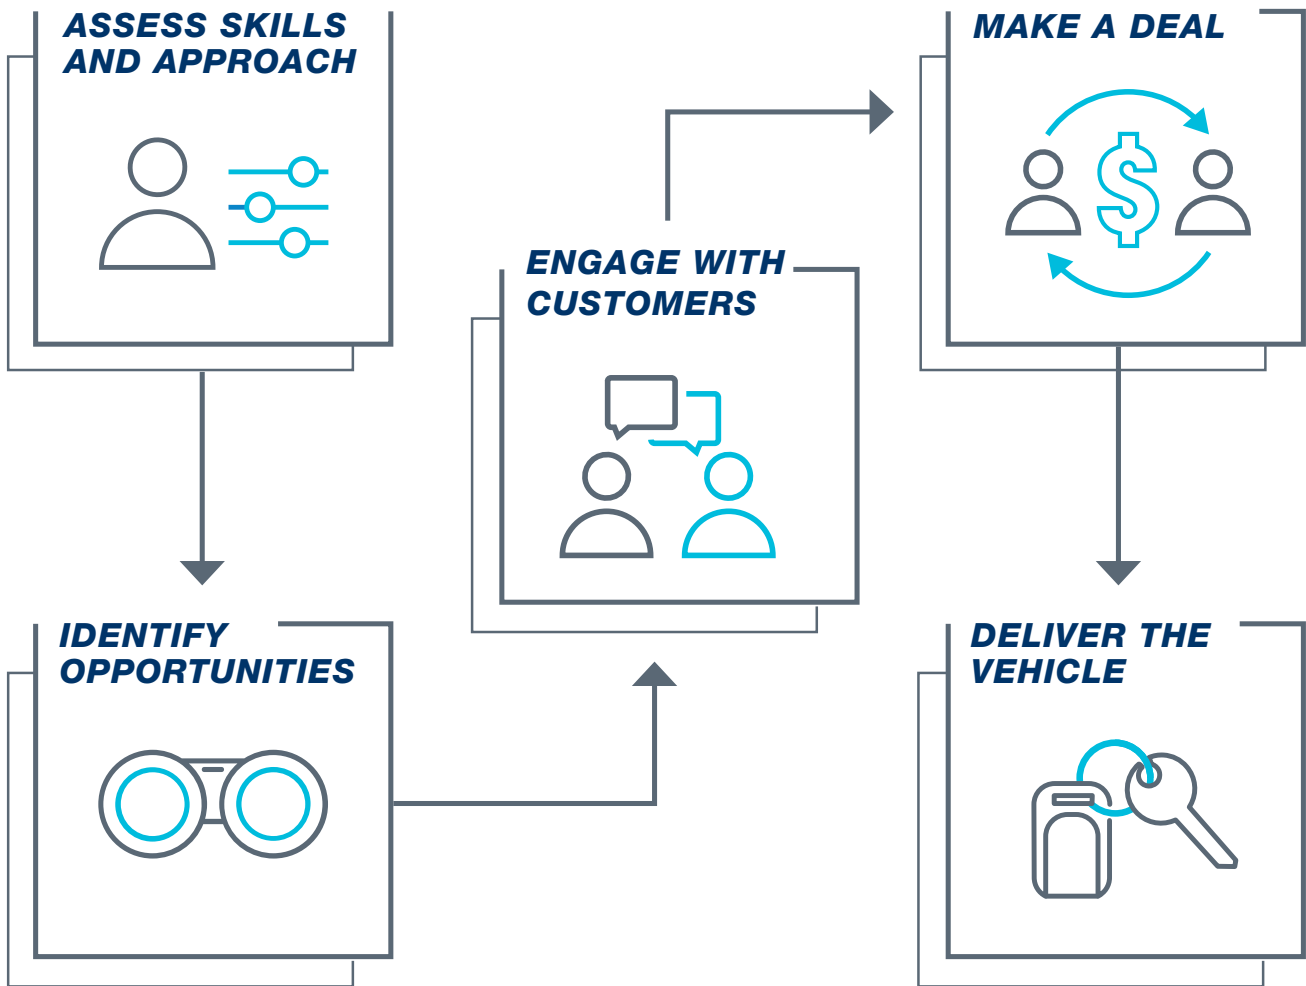 ASSESS SKILLS
AND APPROACH
IDENTIFY
OPPORTUNITIES
ENGAGE WITH
CUSTOMERS
MAKE A DEAL
$
DELIVER THE
VEHICLE